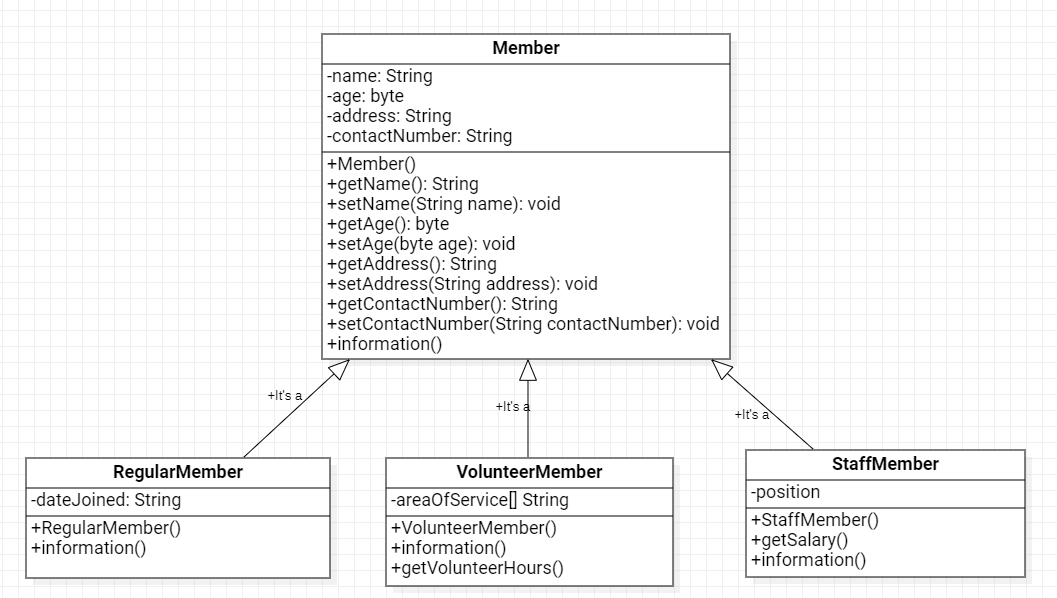 Member
-name: String
-age: byte
-address: String
-contactNumber: String
+Member()
+getName(): String
+setName(String name): void
+getAge(): byte
+setAge(byte age): void
+getAddress(): String
+setAddress(String address): void
+getContactNumber(): String
+setContactNumber(String contactNumber): void
+information()
+It's a
+It's a
+It's a
RegularMember
-dateJoined: String
+RegularMember()
+information()
VolunteerMember
-areaOfService[] String
+VolunteerMember()
+information()
+getVolunteerHours()
StaffMember
-position
+StaffMember()
+getSalary()
+information()